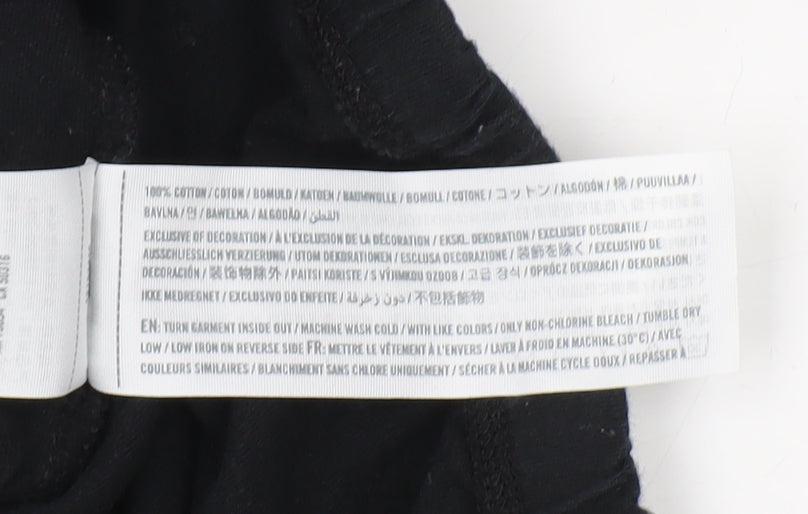 100% COTTON / COTON / BOMULD / KATOEN / BAUMWOLLE / BOMULL / COTONE / コットン / ALGODÓN / 棉 / PUUVILLAA /
BAVLNA / 면 / BAWEŁNA / ALGODÃO / القطن
EXCLUSIVE OF DECORATION / À L'EXCLUSION DE LA DÉCORATION / EKSKL. DEKORATION / EXCLUSIEF DECORATIE /
AUSSCHLIESSLICH VERZIERUNG / UTOM DEKORATIONEN / ESCLUSA DECORAZIONE / 装飾を除く / EXCLUSIVO DE
DECORACIÓN / 装饰物除外 / PAITSI KORISTE / S VÝJIMKOU OZDOB / 고급 장식 / OPRÓCZ DEKORACJI / DEKORASJON
IKKE MEDREGNET / EXCLUSIVO DO ENFEITE / دون زخرفة / 不包括飾物
EN: TURN GARMENT INSIDE OUT / MACHINE WASH COLD / WITH LIKE COLORS / ONLY NON-CHLORINE BLEACH / TUMBLE DRY
LOW / LOW IRON ON REVERSE SIDE FR: METTRE LE VÊTEMENT À L'ENVERS / LAVER À FROID EN MACHINE (30°C) / AVEC
COULEURS SIMILAIRES / BLANCHIMENT SANS CHLORE UNIQUEMENT / SÉCHER À LA MACHINE CYCLE DOUX / REPASSER À